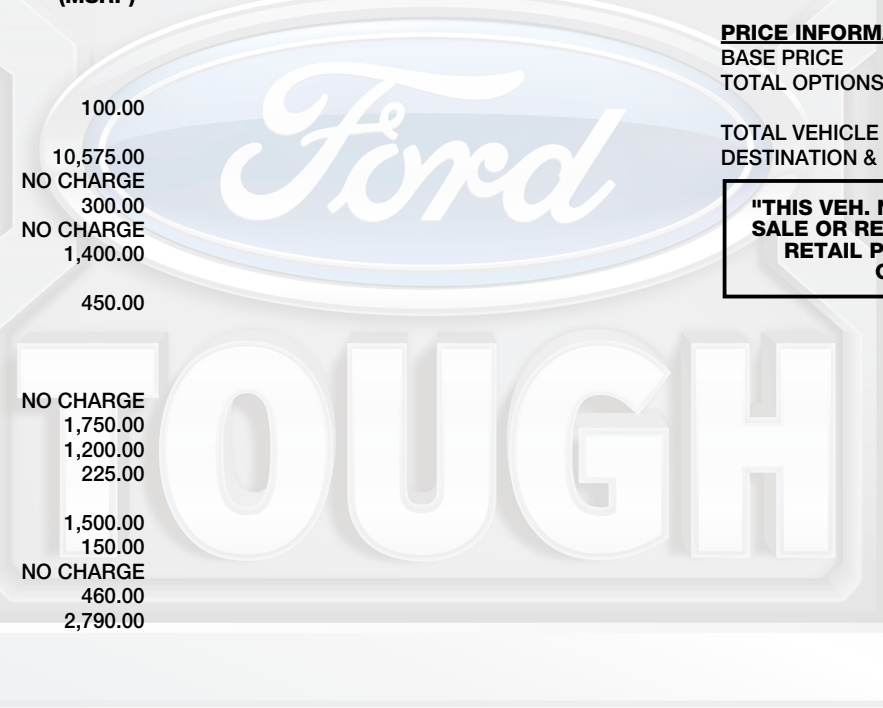 (MSRP)
100.00
10,575.00
NO CHARGE
300.00
NO CHARGE
1,400.00
450.00
NO CHARGE
1,750.00
1,200.00
225.00
1,500.00
150.00
NO CHARGE
460.00
2,790.00
PRICE INFORMA
BASE PRICE
TOTAL OPTIONS
TOTAL VEHICLE
DESTINATION &
"THIS VEH.
SALE OR RE
RETAIL P
Ford
TOUGH